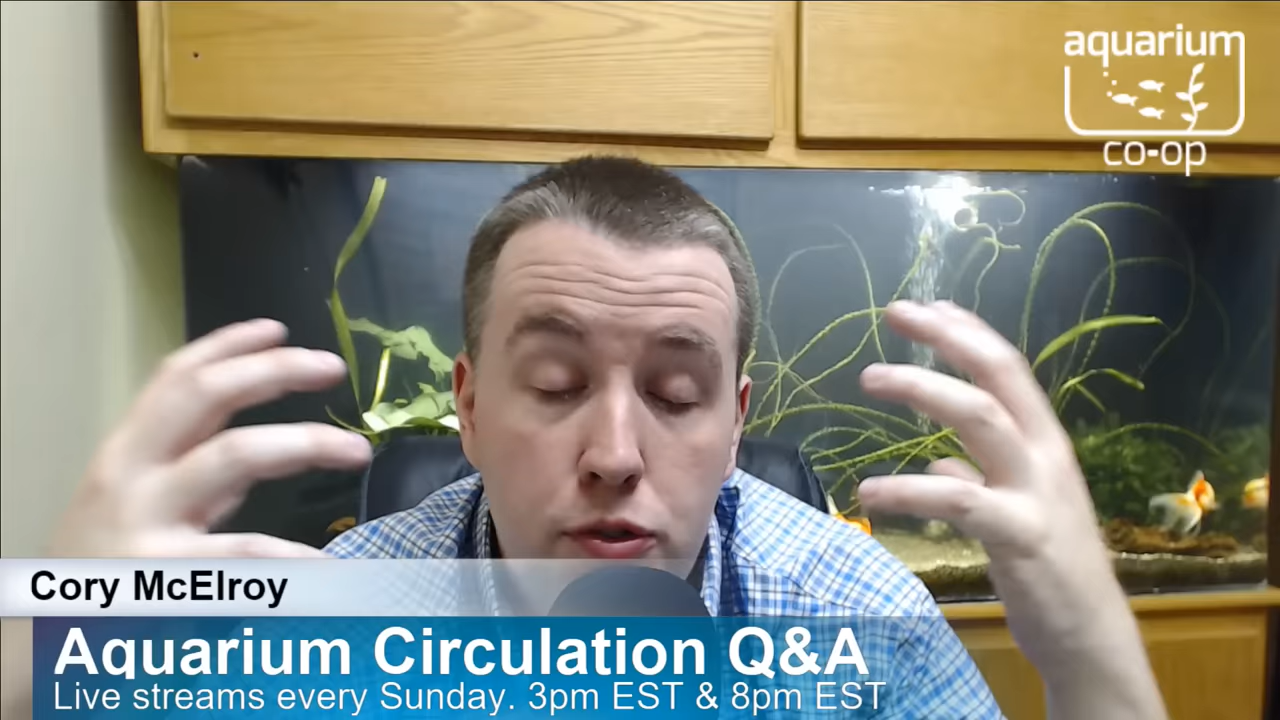 aquarium
co-op
Cory McElroy
Aquarium Circulation Q&A
Live streams every Sunday. 3pm EST & 8pm EST